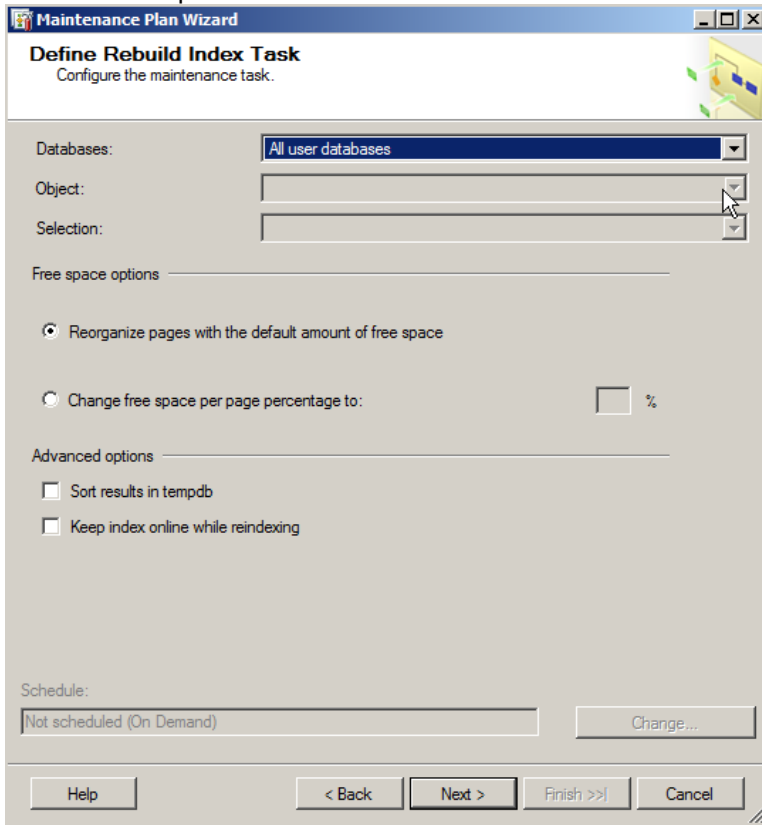 Maintenance Plan Wizard
Define Rebuild Index Task
Configure the maintenance task.
Databases: All user databases
Object:
Selection:
Free space options
Reorganize pages with the default amount of free space
Change free space per page percentage to: %
Advanced options
Sort results in tempdb
Keep index online while reindexing
Schedule:
Not scheduled (On Demand) Change...
Help < Back Next > Finish >>| Cancel